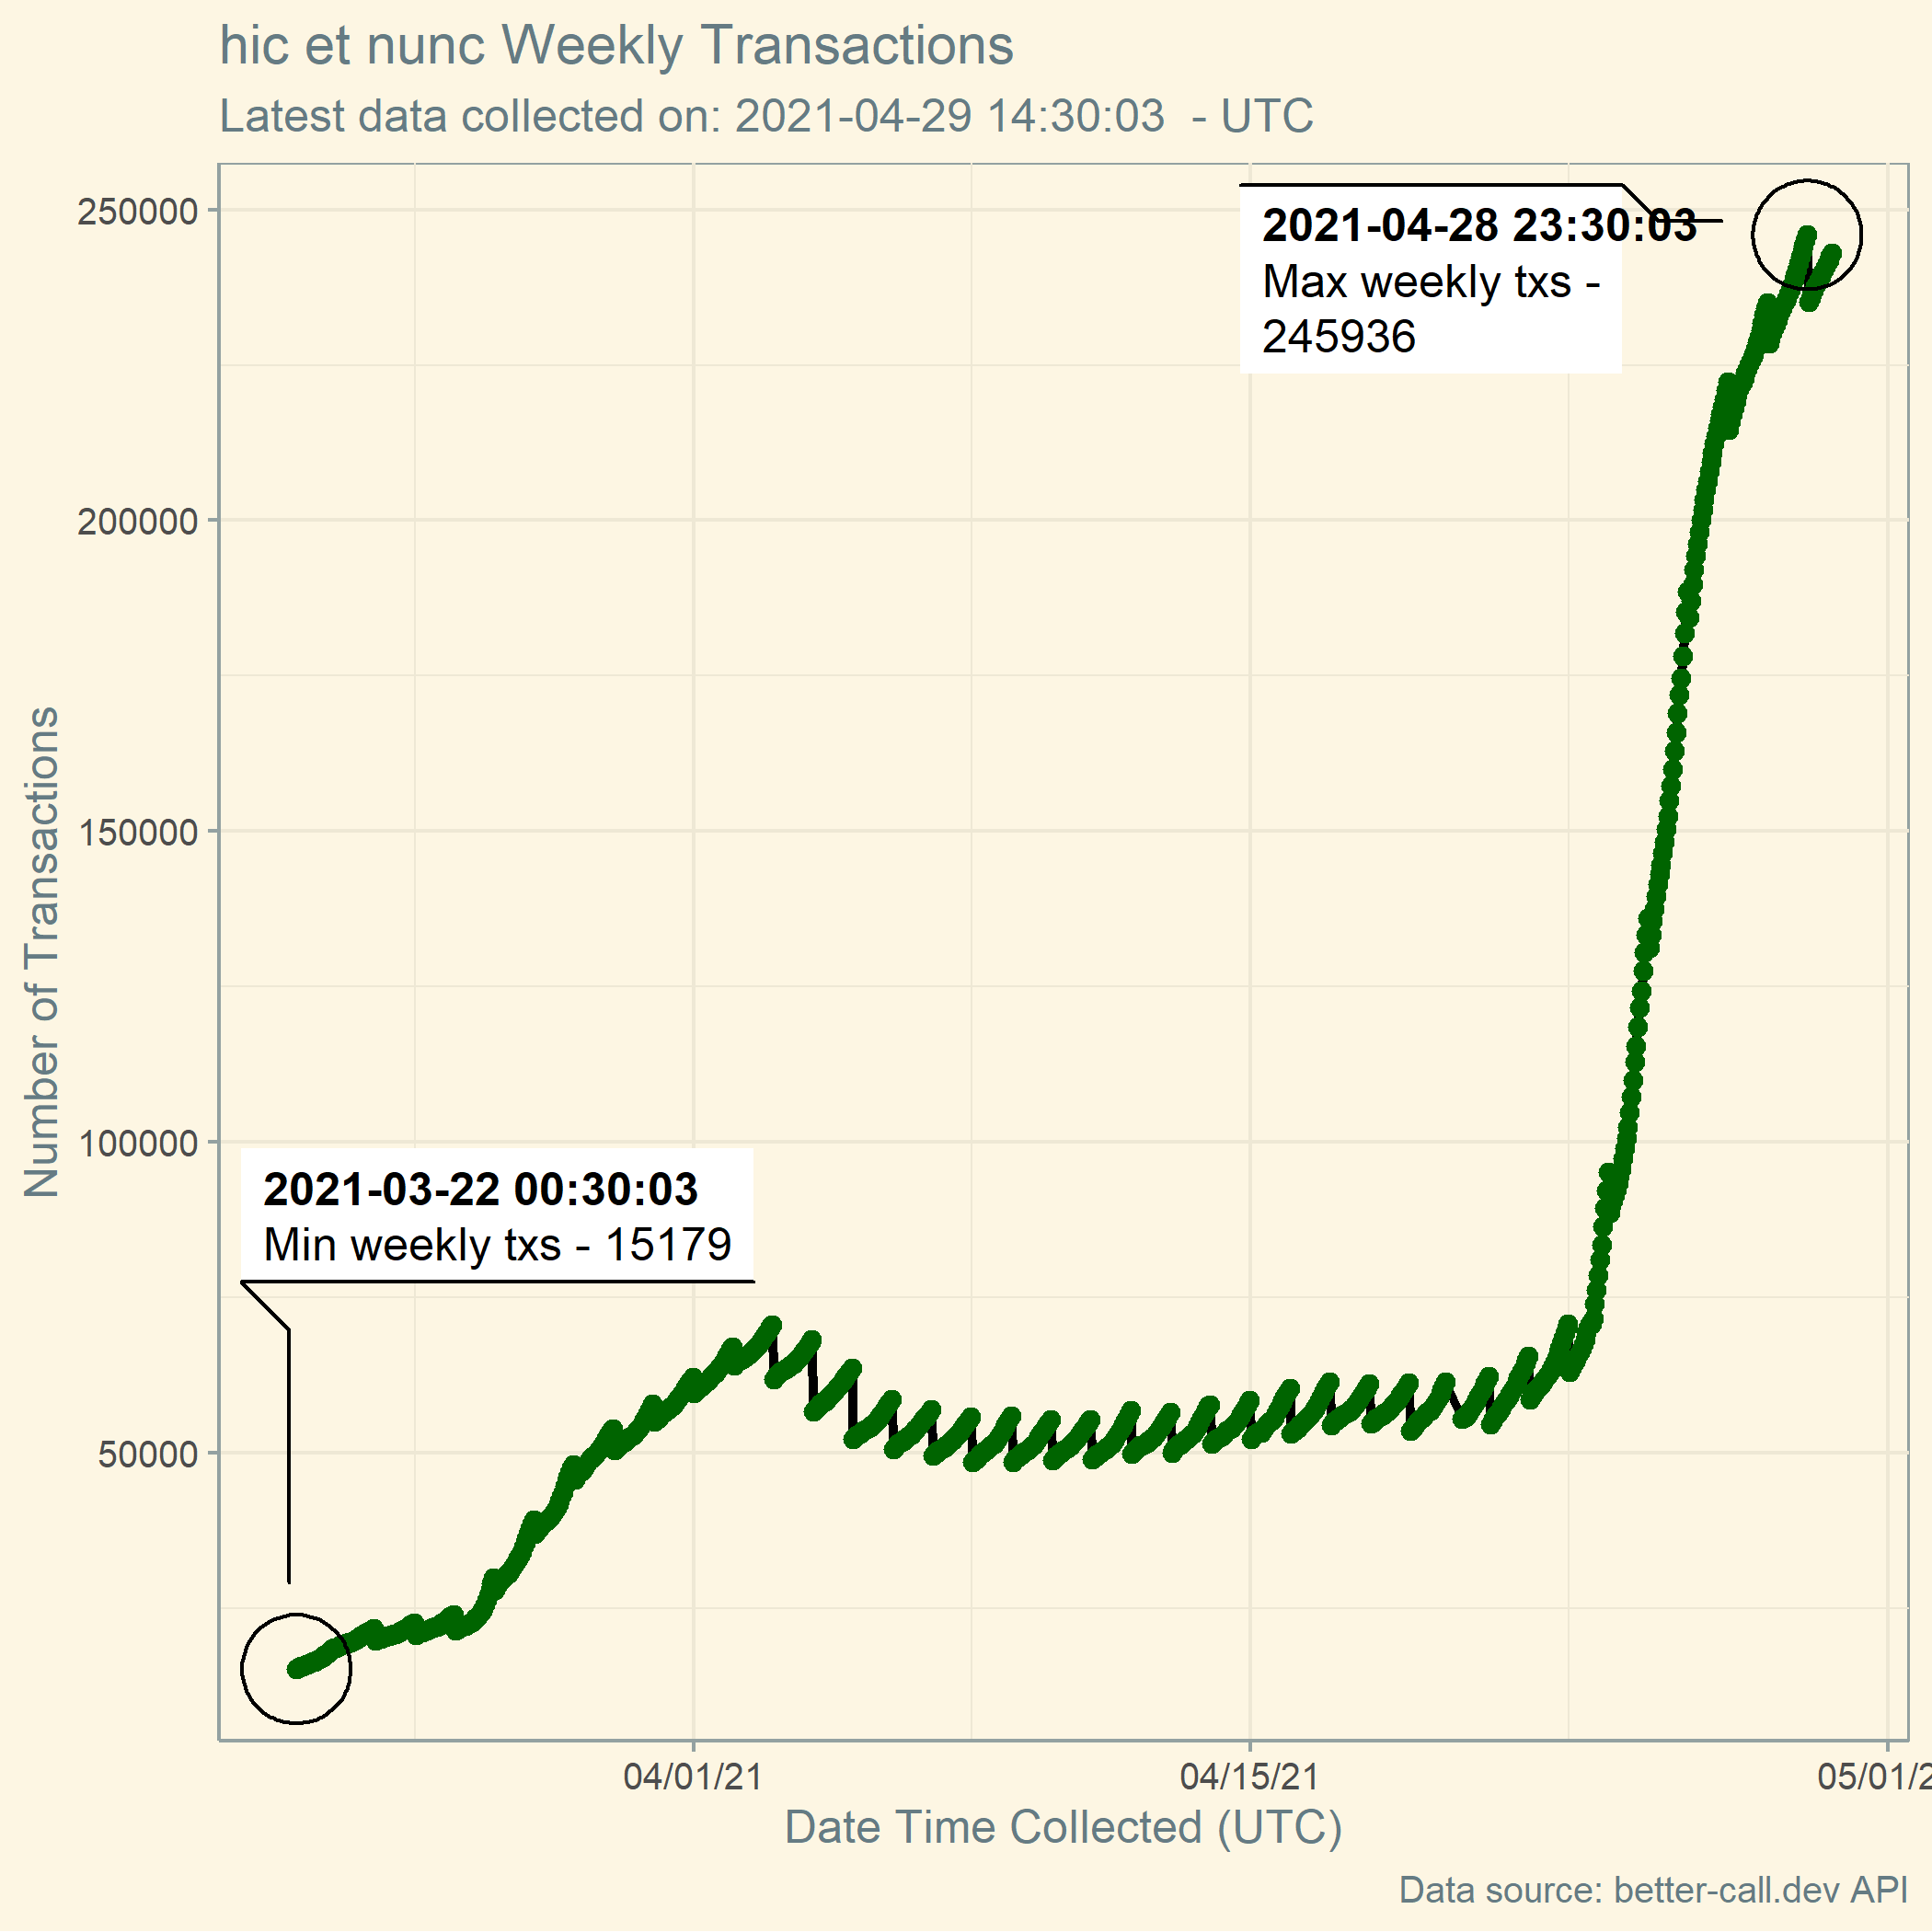 hic et nunc Weekly Transactions
Latest data collected on: 2021-04-29 14:30:03  - UTC
250000
200000
150000
100000
50000
Number of Transactions
2021-04-28 23:30:03
Max weekly txs -
245936
2021-03-22 00:30:03
Min weekly txs - 15179
04/01/21
04/15/21
05/01/2
Date Time Collected (UTC)
Data source: better-call.dev API